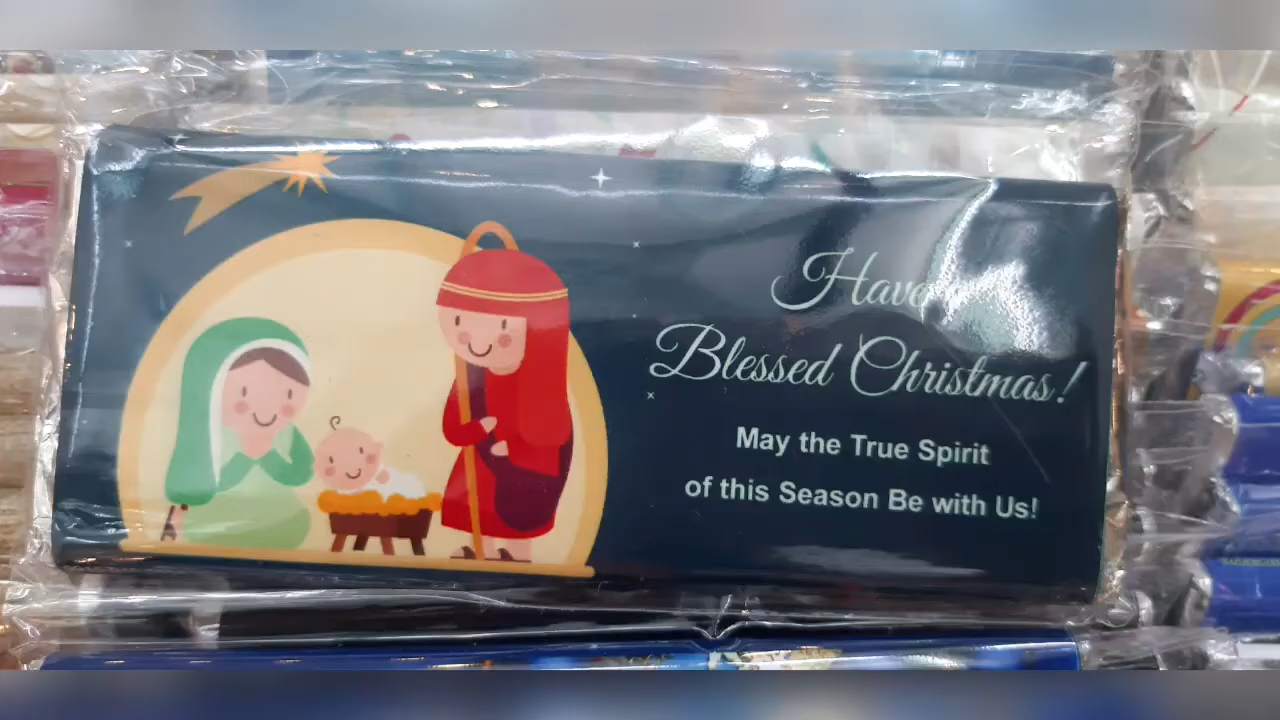 Have
Blessed Christmas!
May the True Spirit
of this Season Be with Us!